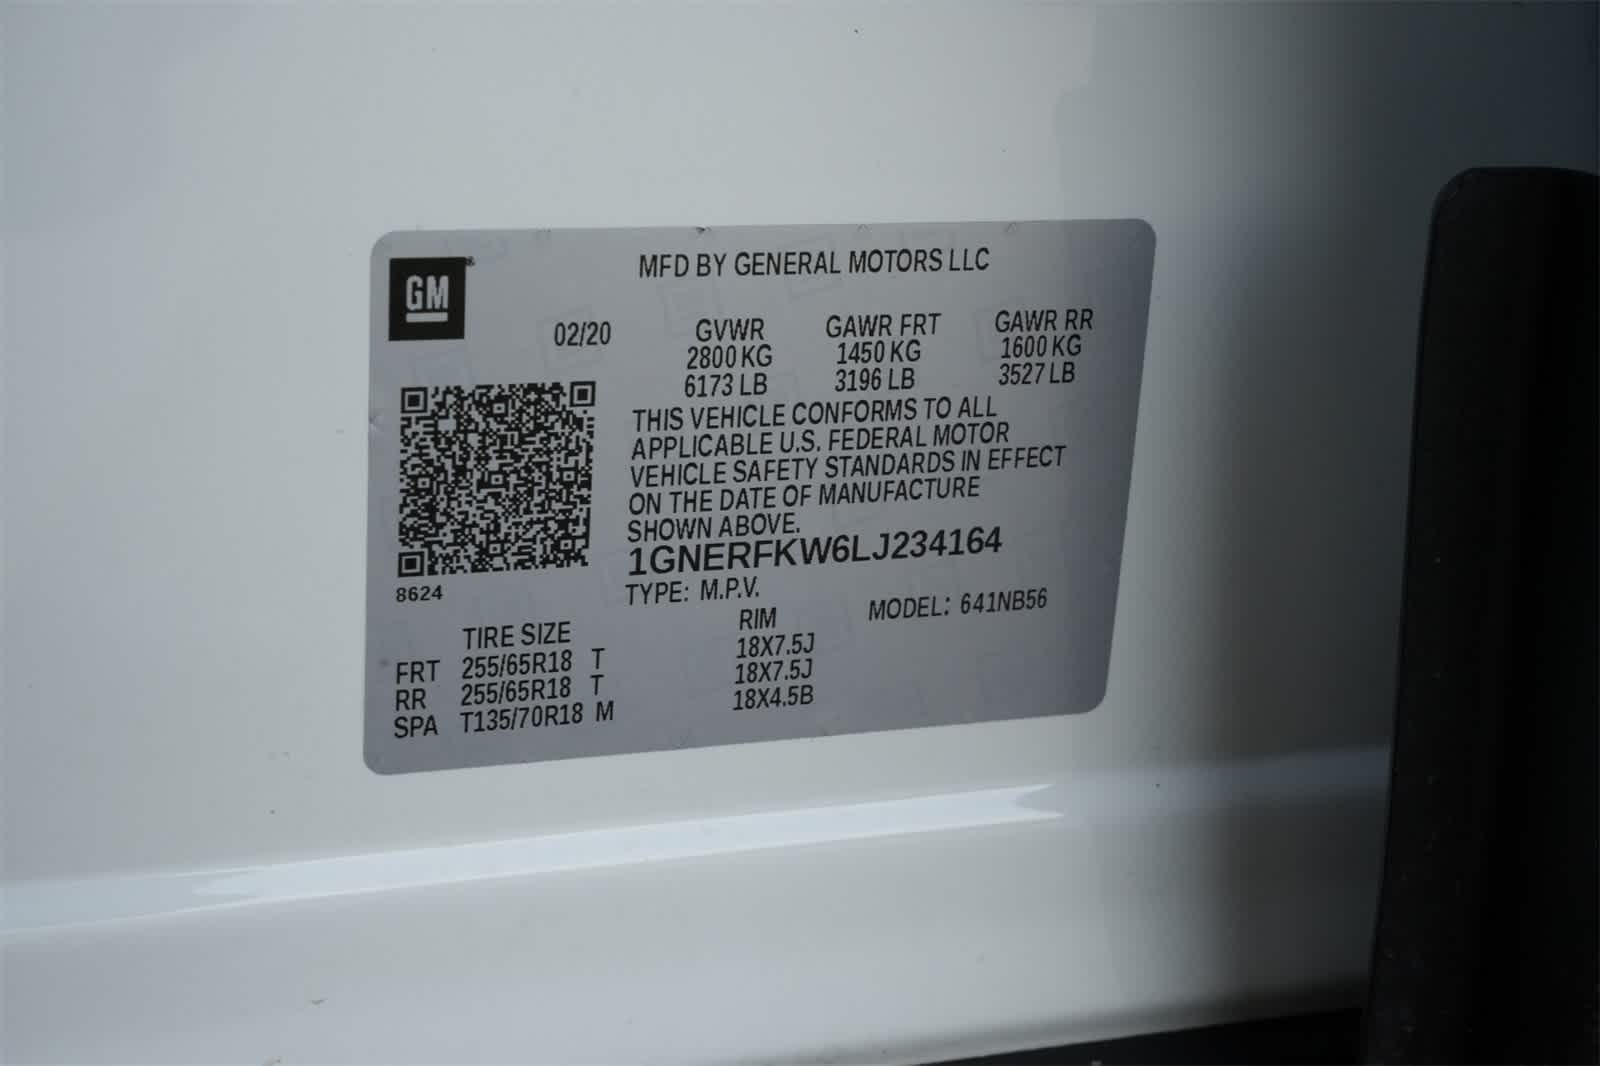 MFD BY GENERAL MOTORS LLC
GM ®
02/20 GVWR GAWR FRT GAWR RR
2800 KG 1450 KG 1600 KG
6173 LB 3196 LB 3527 LB
THIS VEHICLE CONFORMS TO ALL
APPLICABLE U.S. FEDERAL MOTOR
VEHICLE SAFETY STANDARDS IN EFFECT
ON THE DATE OF MANUFACTURE
SHOWN ABOVE.
1GNERFKW6LJ234164
8624
TYPE: M.P.V. MODEL: 641NB56
TIRE SIZE RIM
FRT 255/65R18 T 18X7.5J
RR 255/65R18 T 18X7.5J
SPA T135/70R18 M 18X4.5B